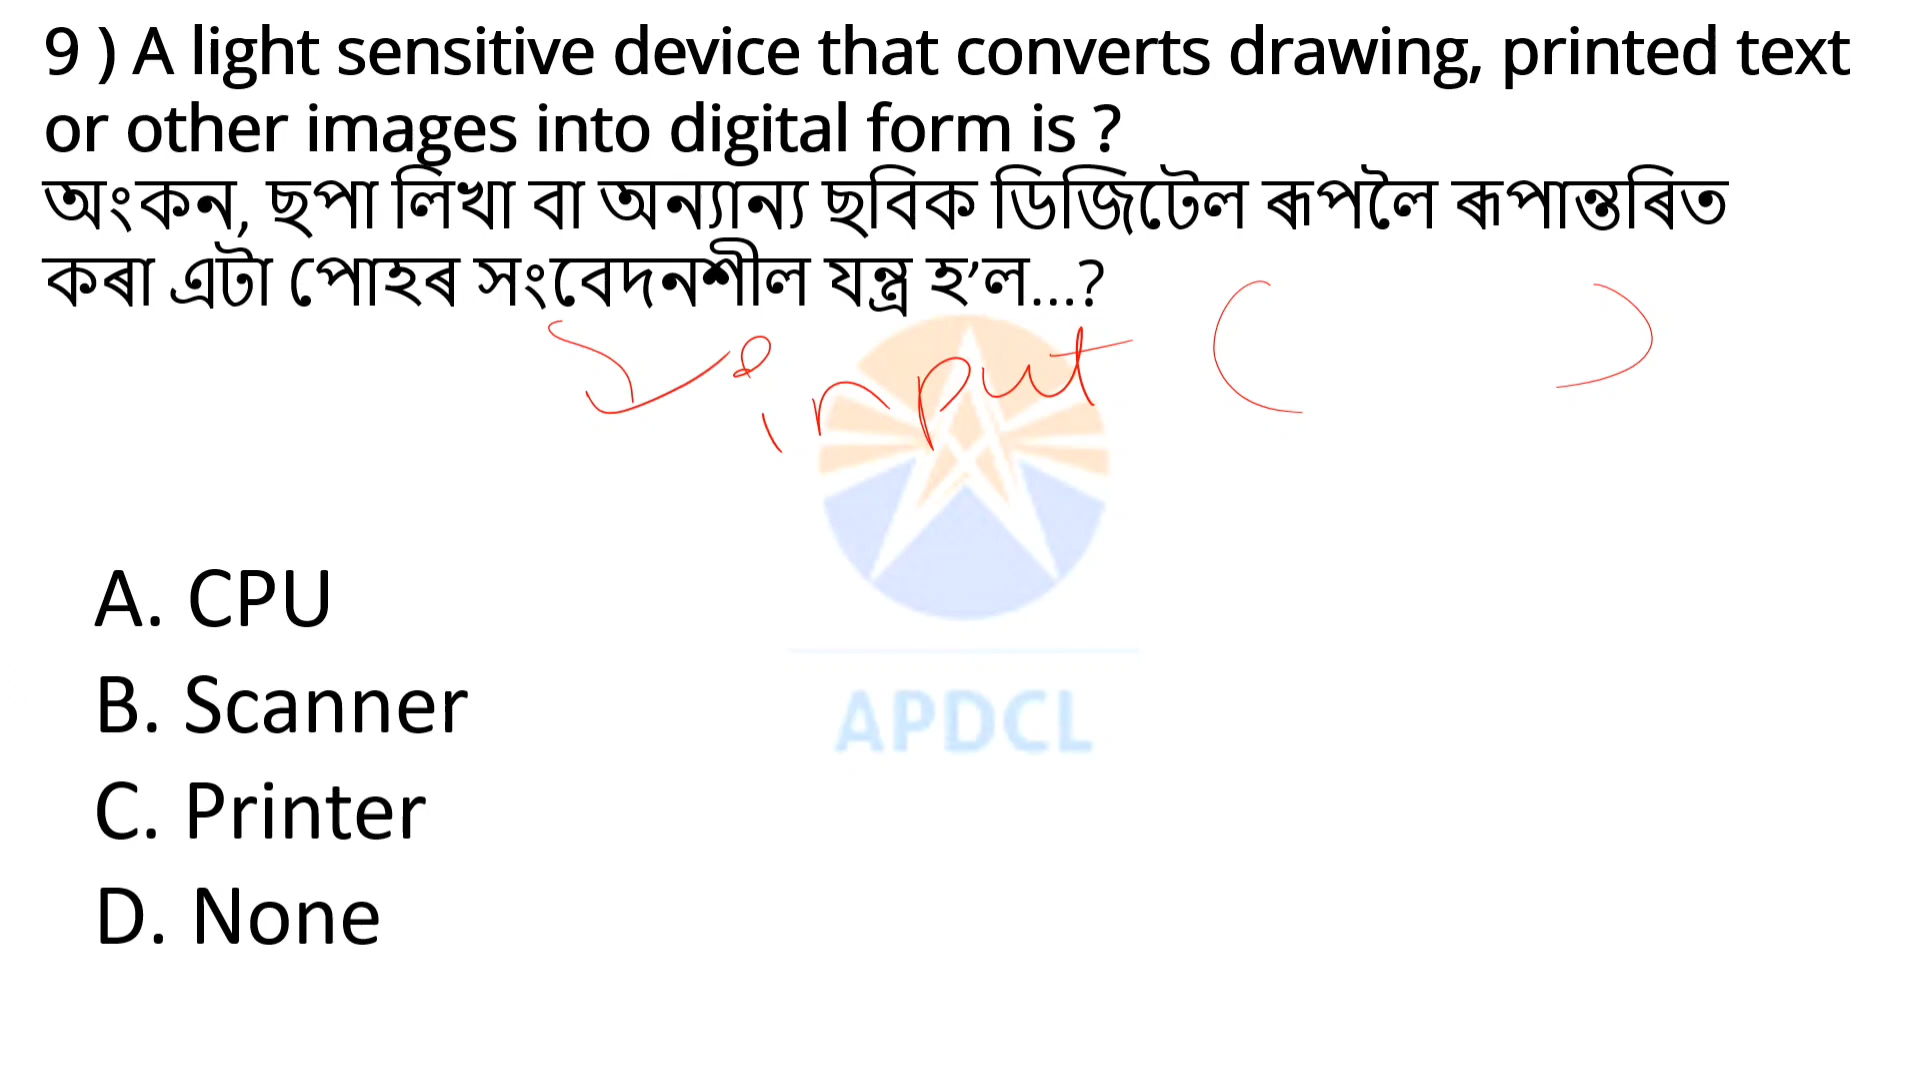 9 ) A light sensitive device that converts drawing, printed text
or other images into digital form is ?
অংকন, ছপা লিখা বা অন্যান্য ছবিক ডিজিটেল ৰূপলৈ ৰূপান্তৰিত
কৰা এটা পোহৰ সংবেদনশীল যন্ত্ৰ হ’ল...?
input ( )
A. CPU
B. Scanner
C. Printer
D. None
APDCL